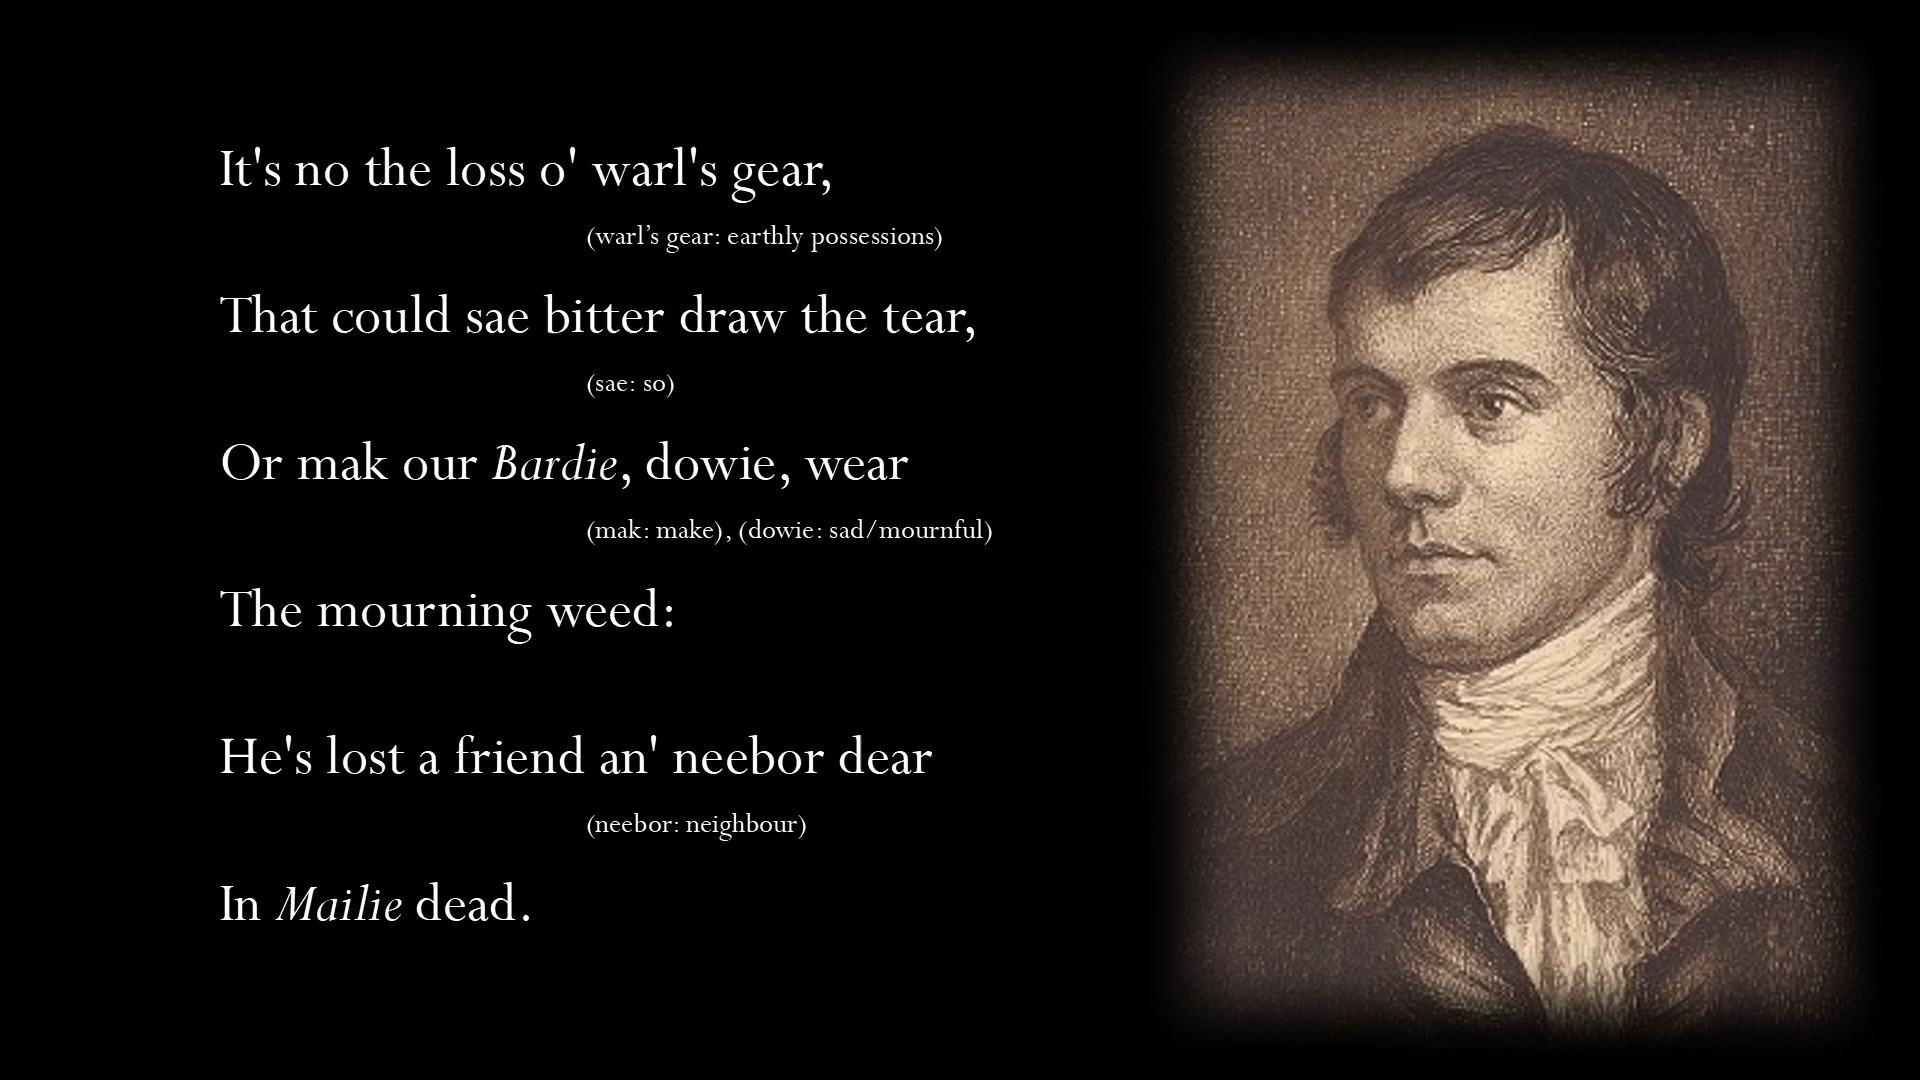 It's no the loss o' warl's gear,
(warl’s gear: earthly possessions)
That could sae bitter draw the tear,
(sae: so)
Or mak our Bardie, dowie, wear
(mak: make), (dowie: sad/mournful)
The mourning weed:
He's lost a friend an' neebor dear
(neebor: neighbour)
In Mailie dead.